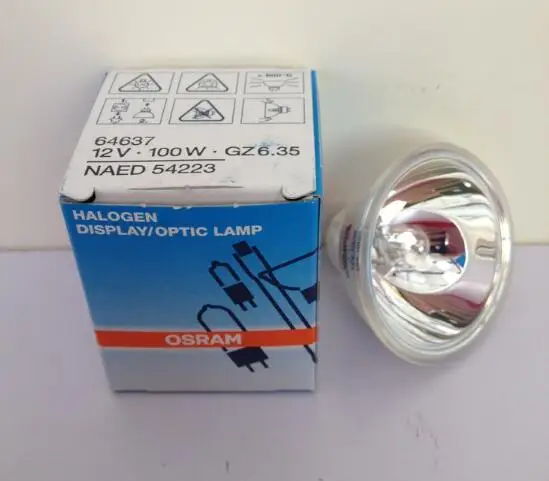 64637
12V · 100W · GZ6.35
NAED 54223
HALOGEN
DISPLAY/OPTIC LAMP
OSRAM